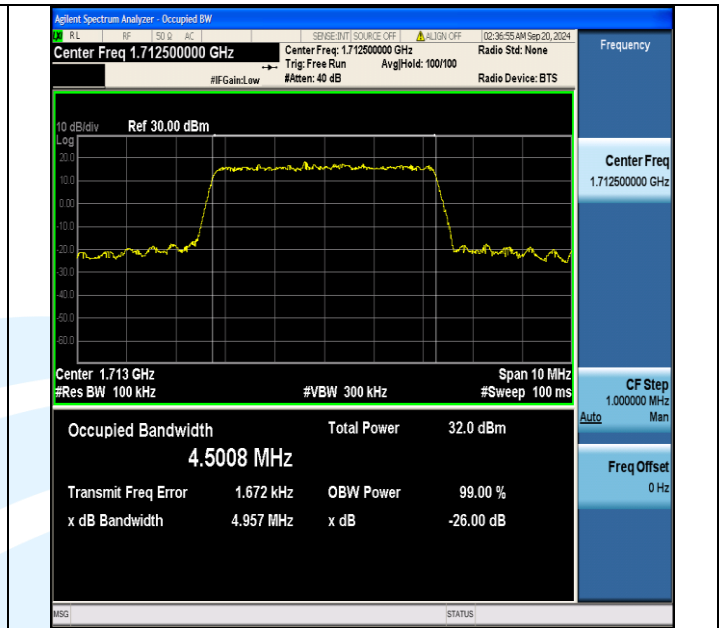 Agilent Spectrum Analyzer - Occupied BW
RL RF 50 Ω AC SENSE:INT SOURCE OFF ALIGN OFF 02:36:55 AM Sep 20, 2024
Center Freq 1.712500000 GHz
Center Freq: 1.712500000 GHz
Radio Std: None
Trig: Free Run Avg|Hold: 100/100
#IFGain:Low
#Atten: 40 dB
Radio Device: BTS
Frequency
10 dB/div Ref 30.00 dBm
Log
20.0
10.0
0.00
-10.0
-20.0
-30.0
-40.0
-50.0
-60.0
Center Freq
1.712500000 GHz
Center 1.713 GHz Span 10 MHz
#Res BW 100 kHz #VBW 300 kHz #Sweep 100 ms
CF Step
1.000000 MHz
Auto Man
Occupied Bandwidth Total Power 32.0 dBm
4.5008 MHz
Freq Offset
0 Hz
Transmit Freq Error 1.672 kHz OBW Power 99.00 %
x dB Bandwidth 4.957 MHz x dB -26.00 dB
MSG STATUS